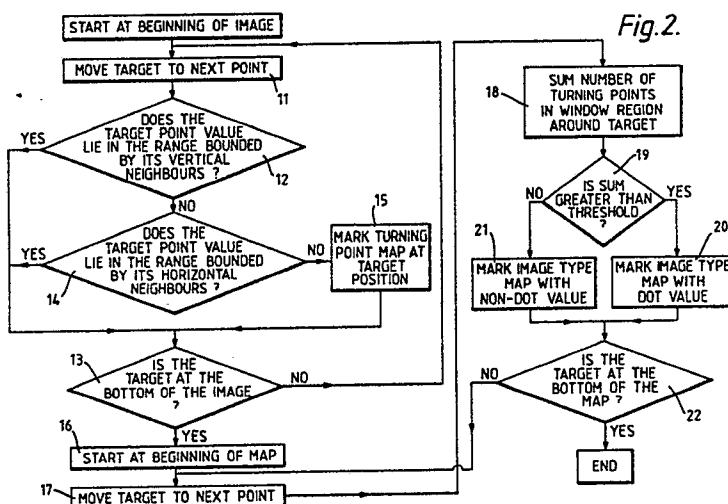 Fig.2.
START AT BEGINNING OF IMAGE
MOVE TARGET TO NEXT POINT
11
DOES THE
TARGET POINT VALUE
LIE IN THE RANGE BOUNDED
BY ITS VERTICAL
NEIGHBOURS ?
12
YES
NO
DOES THE
TARGET POINT VALUE
LIE IN THE RANGE BOUNDED
BY ITS HORIZONTAL
NEIGHBOURS ?
14
YES
NO
15
MARK TURNING
POINT MAP AT
TARGET
POSITION
13
IS THE
TARGET AT THE
BOTTOM OF THE IMAGE
?
NO
YES
16
START AT BEGINNING OF MAP
17
MOVE TARGET TO NEXT POINT
18
SUM NUMBER OF
TURNING POINTS
IN WINDOW REGION
AROUND TARGET
19
IS SUM
GREATER THAN
THRESHOLD
?
NO
YES
21
MARK IMAGE TYPE
MAP WITH
NON-DOT VALUE
20
MARK IMAGE TYPE
MAP WITH
DOT VALUE
IS THE
TARGET AT THE
BOTTOM OF THE
MAP ?
22
NO
YES
END